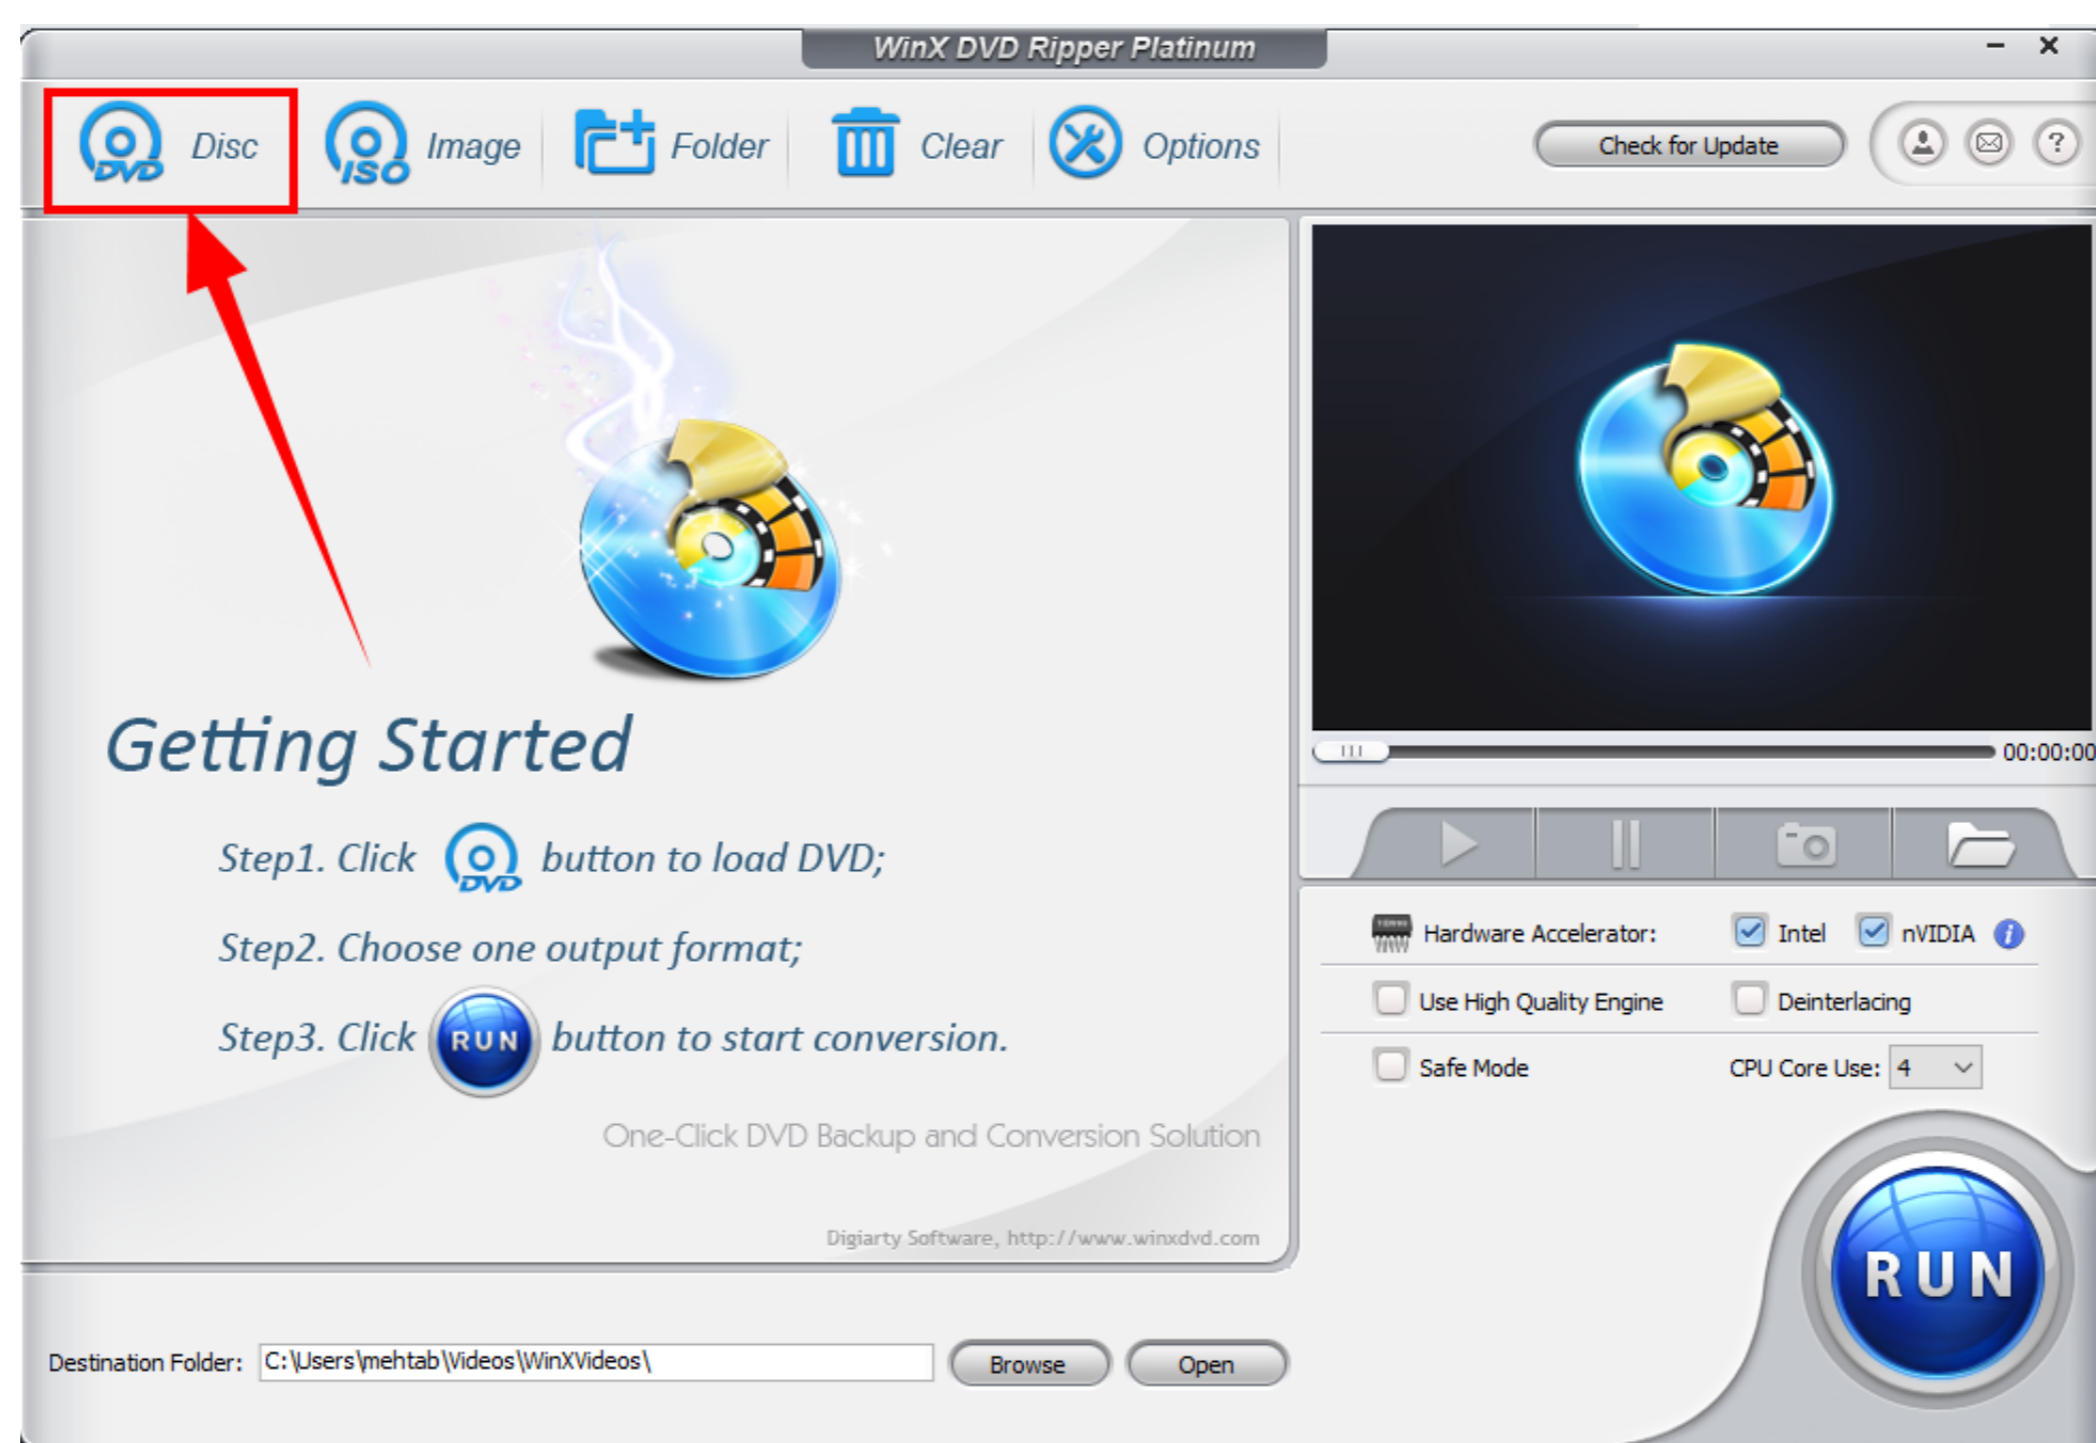 WinX DVD Ripper Platinum
DVD Disc
ISO Image
Folder
Clear
Options
Check for Update
?
Getting Started
Step1. Click DVD button to load DVD;
Step2. Choose one output format;
Step3. Click RUN button to start conversion.
One-Click DVD Backup and Conversion Solution
Digiarty Software, http://www.winxdvd.com
00:00:00
Hardware Accelerator: Intel nVIDIA i
Use High Quality Engine Deinterlacing
Safe Mode CPU Core Use: 4
RUN
Destination Folder: C:\Users\mehtab\Videos\WinXVideos\ Browse Open